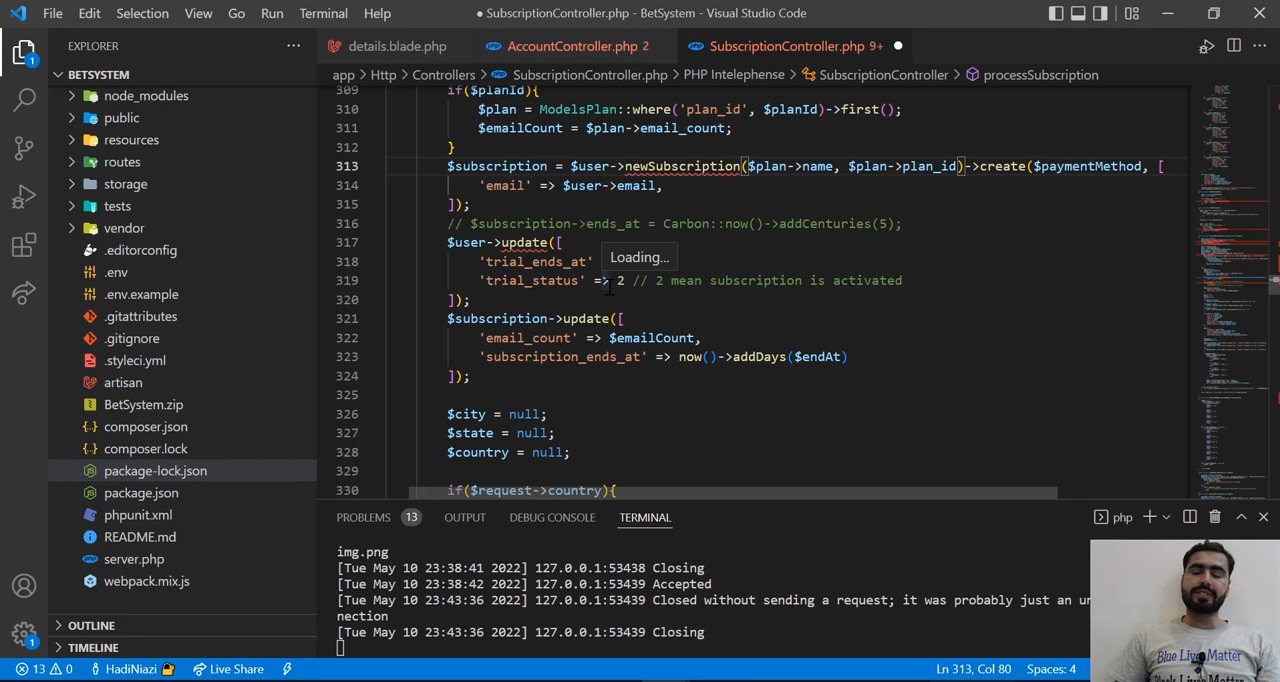 File Edit Selection View Go Run Terminal Help
● SubscriptionController.php - BetSystem - Visual Studio Code
EXPLORER
details.blade.php
AccountController.php 2
SubscriptionController.php 9+
BETSYSTEM
app > Http > Controllers > SubscriptionController.php > PHP Intelephense > SubscriptionController > processSubscription
node_modules
public
resources
routes
storage
tests
vendor
.editorconfig
.env
.env.example
.gitattributes
.gitignore
.styleci.yml
artisan
BetSystem.zip
composer.json
composer.lock
package-lock.json
package.json
phpunit.xml
README.md
server.php
webpack.mix.js
OUTLINE
TIMELINE
309 if($planId){
310 $plan = ModelsPlan::where('plan_id', $planId)->first();
311 $emailCount = $plan->email_count;
312 }
313 $subscription = $user->newSubscription($plan->name, $plan->plan_id)->create($paymentMethod, [
314 'email' => $user->email,
315 ]);
316 // $subscription->ends_at = Carbon::now()->addCenturies(5);
317 $user->update([
Loading...
318 'trial_ends_at'
319 'trial_status' => 2 // 2 mean subscription is activated
320 ]);
321 $subscription->update([
322 'email_count' => $emailCount,
323 'subscription_ends_at' => now()->addDays($endAt)
324 ]);
325
326 $city = null;
327 $state = null;
328 $country = null;
329
330 if($request->country){
PROBLEMS 13 OUTPUT DEBUG CONSOLE TERMINAL
php
img.png
[Tue May 10 23:38:41 2022] 127.0.0.1:53438 Closing
[Tue May 10 23:38:42 2022] 127.0.0.1:53439 Accepted
[Tue May 10 23:43:36 2022] 127.0.0.1:53439 Closed without sending a request; it was probably just an un
nection
[Tue May 10 23:43:36 2022] 127.0.0.1:53439 Closing
Blue Lives Matter
Black Lives Matter
13 0 HadiNiazi Live Share
Ln 313, Col 80 Spaces: 4